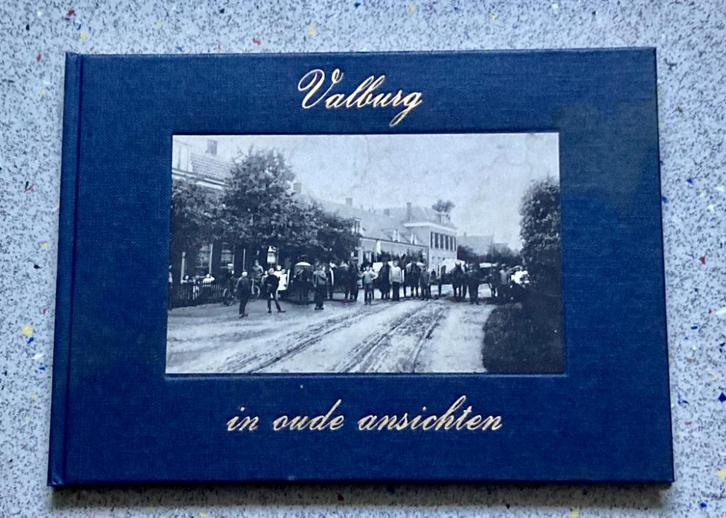 Valburg
in oude ansichten